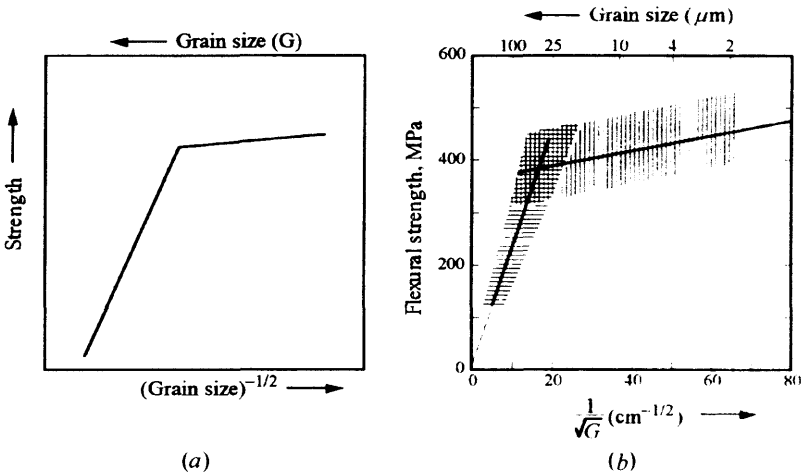 Grain size (G)
Strength
(Grain size)⁻¹/²
(a)
Grain size (μm)
100 25 10 4 2
600
400
200
0
Flexural strength, MPa
0 20 40 60 80
1/√G (cm⁻¹/²)
(b)